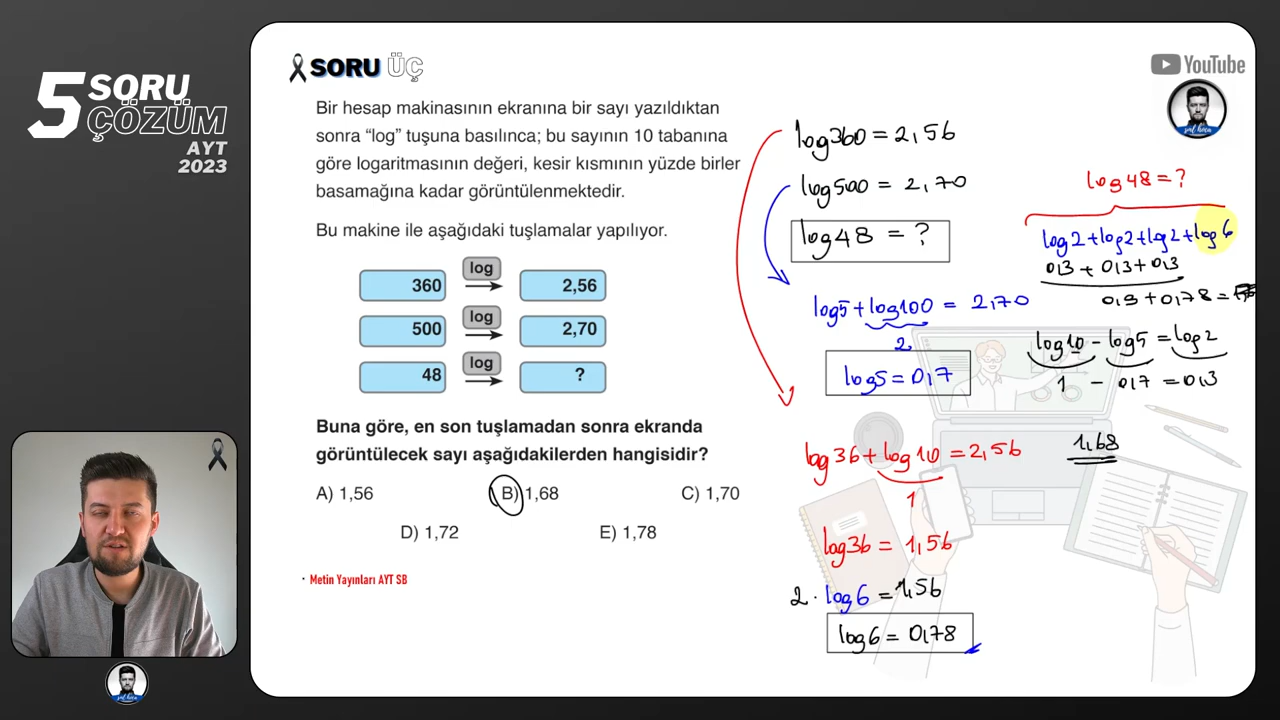 5 SORU
ÇÖZÜM
AYT
2023
SORU ÜÇ
YouTube
Bir hesap makinasının ekranına bir sayı yazıldıktan
sonra “log” tuşuna basılınca; bu sayının 10 tabanına
göre logaritmasının değeri, kesir kısmının yüzde birler
basamağına kadar görüntülenmektedir.
Bu makine ile aşağıdaki tuşlamalar yapılıyor.
360 log 2,56
500 log 2,70
48 log ?
Buna göre, en son tuşlamadan sonra ekranda
görüntülecek sayı aşağıdakilerden hangisidir?
A) 1,56 B) 1,68 C) 1,70
D) 1,72 E) 1,78
· Metin Yayınları AYT SB
log360 = 2,56
log500 = 2,70
log48 = ?
log5 + log100 = 2,70
2
log5 = 0,7
log36 + log10 = 2,56
1
log36 = 1,56
2 · log6 = 1,56
log6 = 0,78
log48 = ?
log2 + log2 + log2 + log6
0,3 + 0,3 + 0,3
0,9 + 0,78 =
log10 - log5 = log2
1 - 0,7 = 0,3
1,68